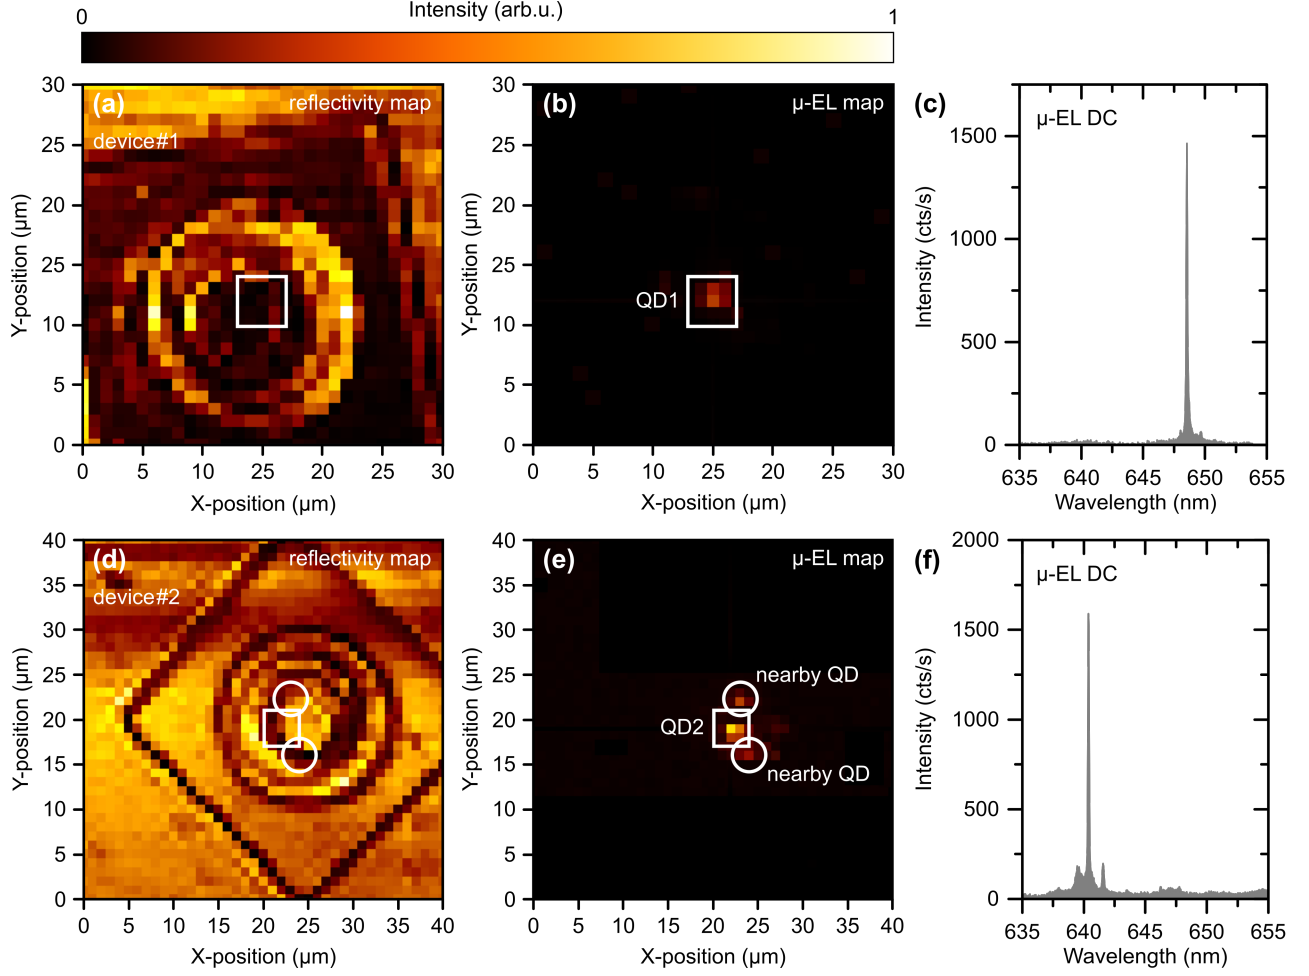 Intensity (arb.u.)
0 1
(a) reflectivity map
device#1
30
25
20
25
10
5
0
Y-position (µm)
0 5 10 25 20 25 30
X-position (µm)
(b) µ-EL map
QD1
30
25
20
25
10
5
0
Y-position (µm)
0 5 10 25 20 25 30
X-position (µm)
(c)
µ-EL DC
1500
1000
500
0
Intensity (cts/s)
635 640 645 650 655
Wavelength (nm)
(d) reflectivity map
device#2
40
35
30
25
20
15
10
5
0
Y-position (µm)
0 5 10 15 20 25 30 35 40
X-position (µm)
(e) µ-EL map
nearby QD
QD2
nearby QD
40
35
30
25
20
15
10
5
0
Y-position (µm)
0 5 10 15 20 25 30 35 40
X-position (µm)
(f)
µ-EL DC
2000
1500
1000
500
0
Intensity (cts/s)
635 640 645 650 655
Wavelength (nm)